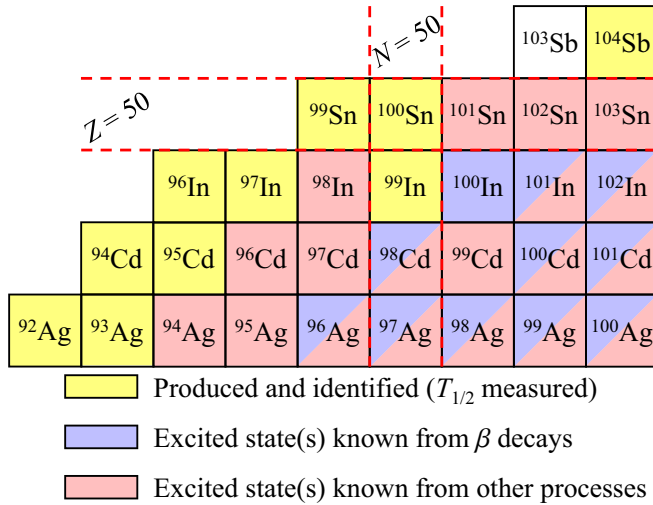 N = 50
¹⁰³Sb ¹⁰⁴Sb
Z = 50
⁹⁹Sn ¹⁰⁰Sn ¹⁰¹Sn ¹⁰²Sn ¹⁰³Sn
⁹⁶In ⁹⁷In ⁹⁸In ⁹⁹In ¹⁰⁰In ¹⁰¹In ¹⁰²In
⁹⁴Cd ⁹⁵Cd ⁹⁶Cd ⁹⁷Cd ⁹⁸Cd ⁹⁹Cd ¹⁰⁰Cd ¹⁰¹Cd
⁹²Ag ⁹³Ag ⁹⁴Ag ⁹⁵Ag ⁹⁶Ag ⁹⁷Ag ⁹⁸Ag ⁹⁹Ag ¹⁰⁰Ag
Produced and identified (T₁/₂ measured)
Excited state(s) known from β decays
Excited state(s) known from other processes